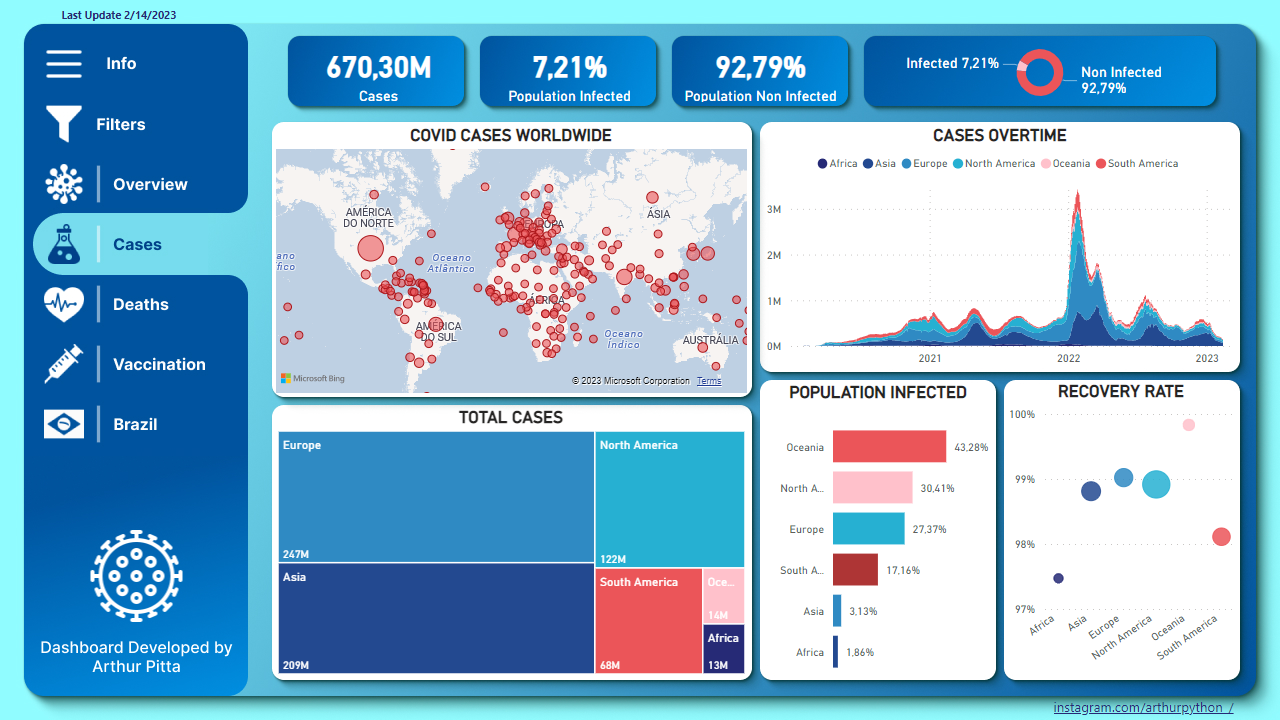 Last Update 2/14/2023
Info
Filters
Overview
Cases
Deaths
Vaccination
Brazil
Dashboard Developed by
Arthur Pitta
670,30M
Cases
7,21%
Population Infected
92,79%
Population Non Infected
Infected 7,21%
Non Infected
92,79%
COVID CASES WORLDWIDE
AMÉRICA
DO NORTE
ÁSIA
Oceano
Atlântico
ano
fico
ÁFRICA
AMÉRICA
DO SUL
Oceano
Índico
AUSTRÁLIA
Microsoft Bing
© 2023 Microsoft Corporation Terms
CASES OVERTIME
Africa Asia Europe North America Oceania South America
3M
2M
1M
0M
2021 2022 2023
TOTAL CASES
Europe
247M
North America
122M
Asia
209M
South America
68M
Oce...
14M
Africa
13M
POPULATION INFECTED
Oceania 43,28%
North A... 30,41%
Europe 27,37%
South A... 17,16%
Asia 3,13%
Africa 1,86%
RECOVERY RATE
100%
99%
98%
97%
Africa
Asia
Europe
North America
Oceania
South America
instagram.com/arthurpython_/